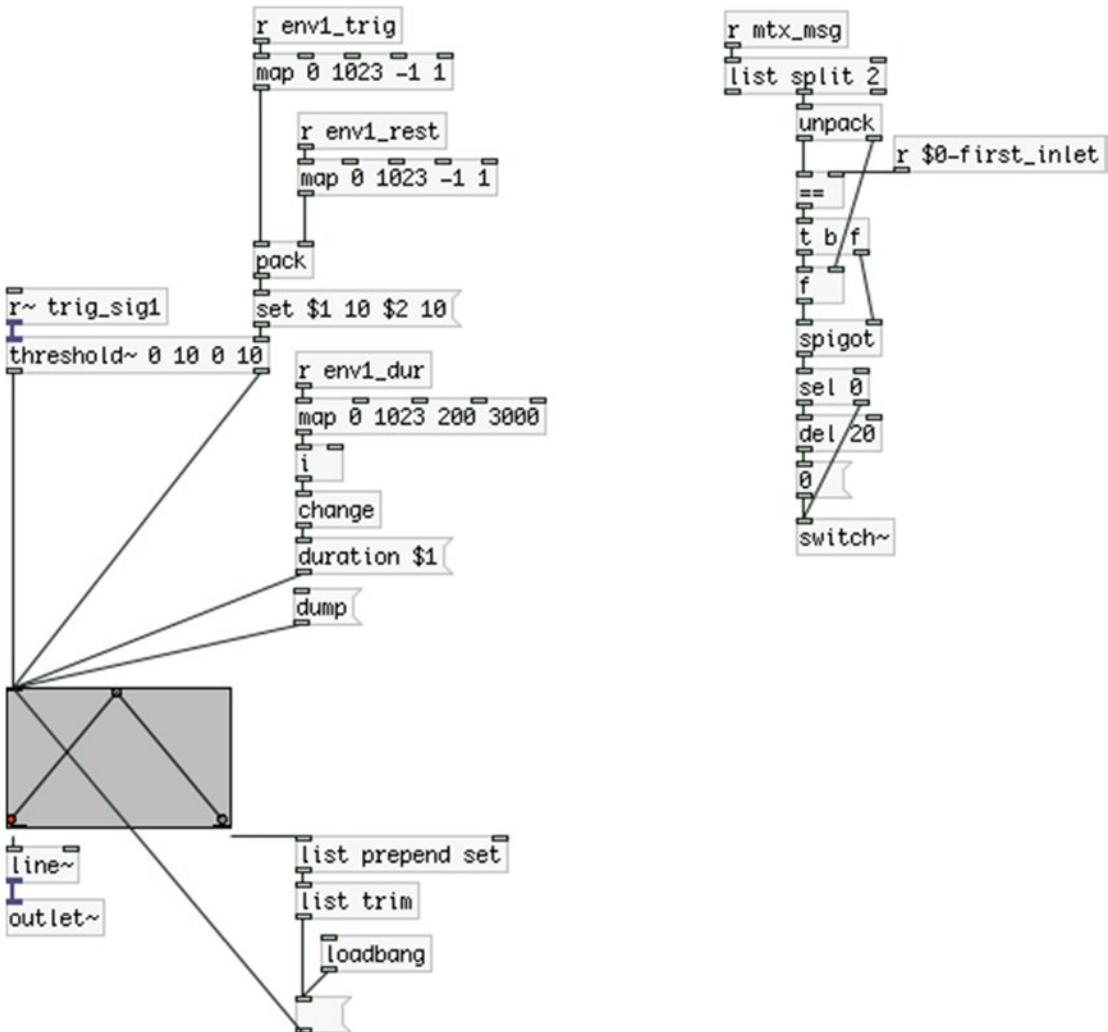 r env1_trig
map 0 1023 -1 1
r env1_rest
map 0 1023 -1 1
pack
set $1 10 $2 10
r~ trig_sig1
threshold~ 0 10 0 10
r env1_dur
map 0 1023 200 3000
i
change
duration $1
dump
line~
outlet~
list prepend set
list trim
loadbang
r mtx_msg
list split 2
unpack
r $0-first_inlet
==
t b f
f
spigot
sel 0
del 20
0
switch~